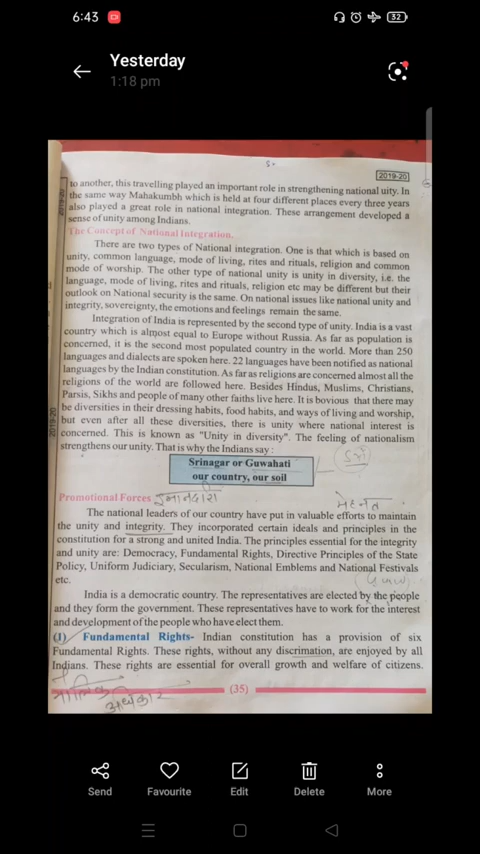 6:43
32
Yesterday
1:18 pm
2019-20
to another, this travelling played an important role in strengthening national uity. In
the same way Mahakumbh which is held at four different places every three years
also played a great role in national integration. These arrangement developed a
sense of unity among Indians.
The Concept of National Integration.
There are two types of National integration. One is that which is based on
unity, common language, mode of living, rites and rituals, religion and common
mode of worship. The other type of national unity is unity in diversity, i.e. the
language, mode of living, rites and rituals, religion etc may be different but their
outlook on National security is the same. On national issues like national unity and
integrity, sovereignty, the emotions and feelings remain the same.
Integration of India is represented by the second type of unity. India is a vast
country which is almost equal to Europe without Russia. As far as population is
concerned, it is the second most populated country in the world. More than 250
languages and dialects are spoken here. 22 languages have been notified as national
languages by the Indian constitution. As far as religions are concerned almost all the
religions of the world are followed here. Besides Hindus, Muslims, Christians,
Parsis, Sikhs and people of many other faiths live here. It is bovious that there may
be diversities in their dressing habits, food habits, and ways of living and worship,
but even after all these diversities, there is unity where national interest is
concerned. This is known as "Unity in diversity". The feeling of nationalism
strengthens our unity. That is why the Indians say :
Srinagar or Guwahati
our country, our soil
Promotional Forces
मेहनत
The national leaders of our country have put in valuable efforts to maintain
the unity and integrity. They incorporated certain ideals and principles in the
constitution for a strong and united India. The principles essential for the integrity
and unity are: Democracy, Fundamental Rights, Directive Principles of the State
Policy, Uniform Judiciary, Secularism, National Emblems and National Festivals
etc.
India is a democratic country. The representatives are elected by the people
and they form the government. These representatives have to work for the interest
and development of the people who have elect them.
(I) Fundamental Rights- Indian constitution has a provision of six
Fundamental Rights. These rights, without any discrimation, are enjoyed by all
Indians. These rights are essential for overall growth and welfare of citizens.
अधिकार
(35)
Send
Favourite
Edit
Delete
More